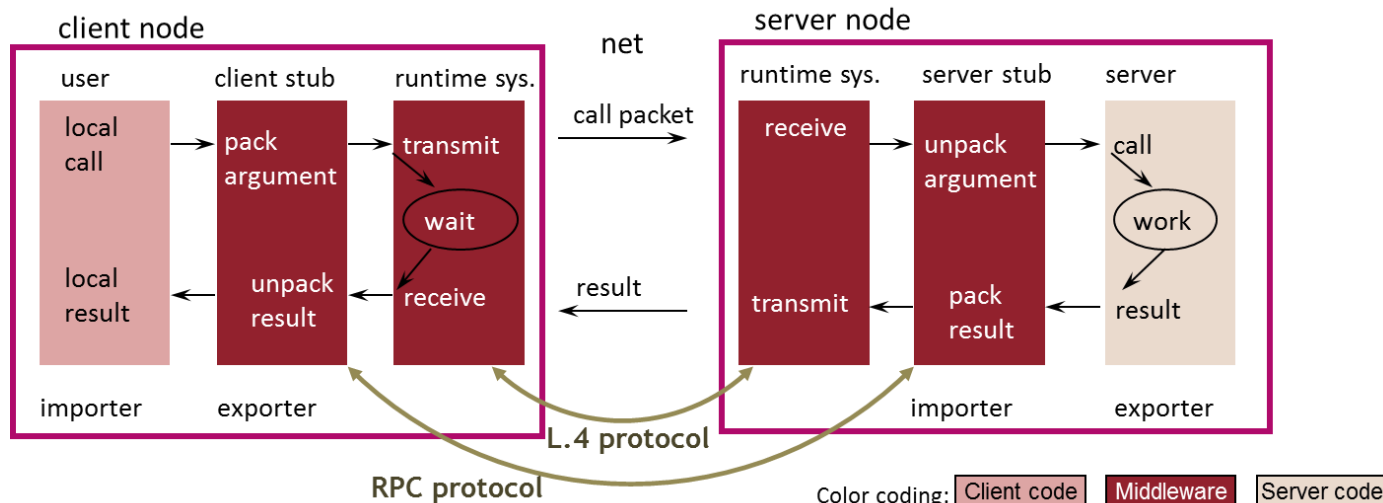 client node
server node
net
user
client stub
runtime sys.
runtime sys.
server stub
server
local
call
pack
argument
transmit
call packet
receive
unpack
argument
call
wait
work
local
result
unpack
result
receive
result
transmit
pack
result
result
importer
exporter
importer
exporter
L.4 protocol
RPC protocol
Color coding:
Client code
Middleware
Server code